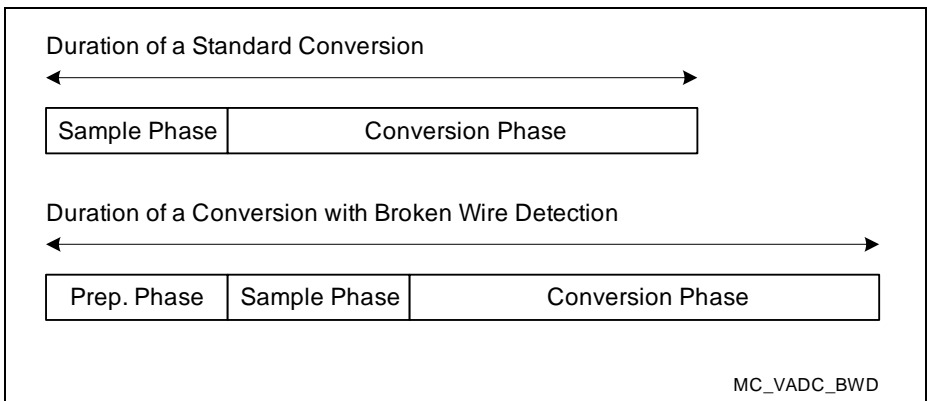 Duration of a Standard Conversion
Sample Phase Conversion Phase
Duration of a Conversion with Broken Wire Detection
Prep. Phase Sample Phase Conversion Phase
MC_VADC_BWD